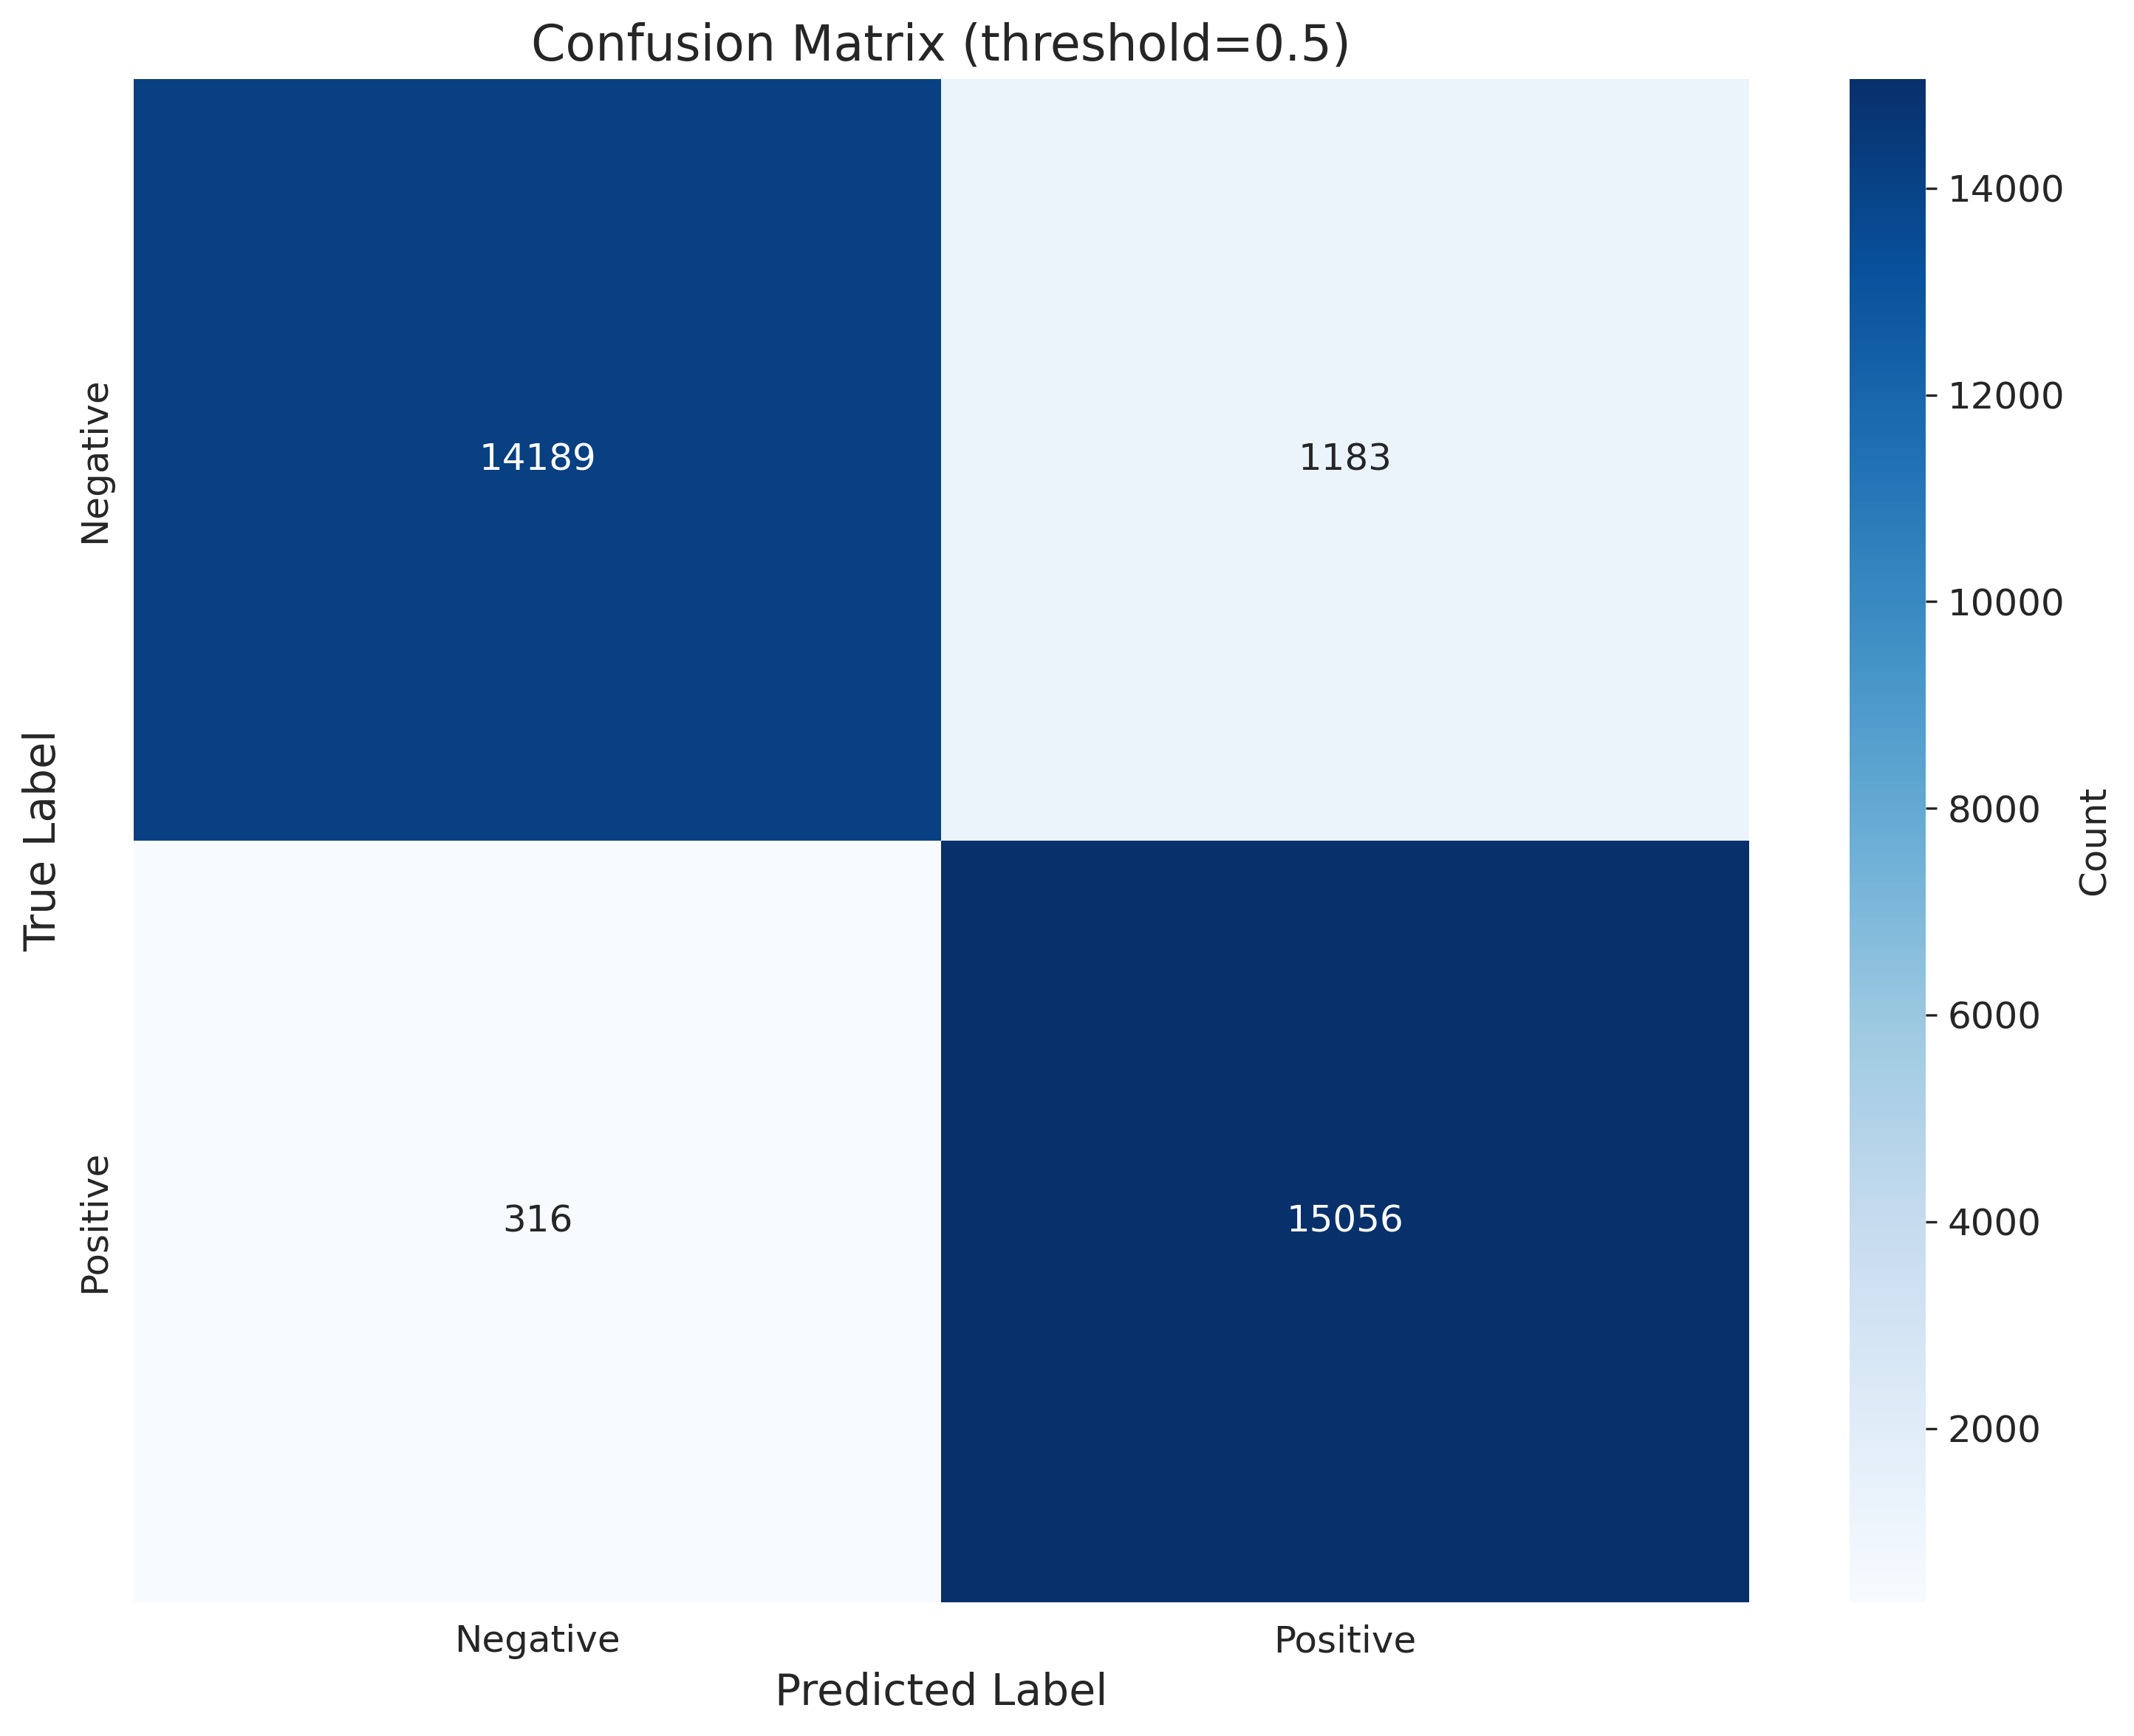 Confusion Matrix (threshold=0.5)
True Label
Negative
14189
1183
Positive
316
15056
Negative
Positive
Predicted Label
14000
12000
10000
8000
6000
4000
2000
Count